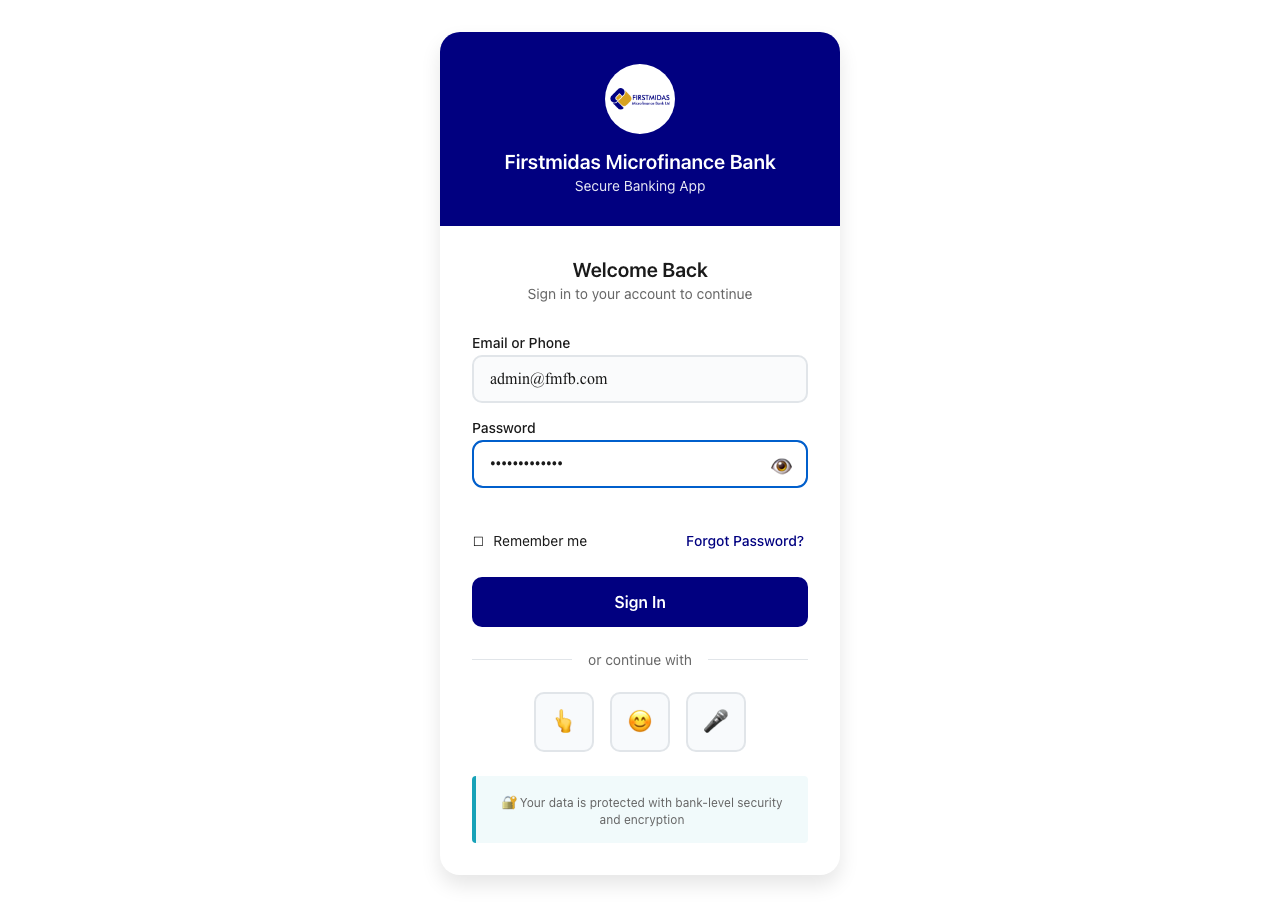 FIRSTMIDAS
Microfinance Bank Ltd
Firstmidas Microfinance Bank
Secure Banking App
Welcome Back
Sign in to your account to continue
Email or Phone
admin@fmfb.com
Password
•••••••••••••
Remember me
Forgot Password?
Sign In
or continue with
Your data is protected with bank-level security
and encryption